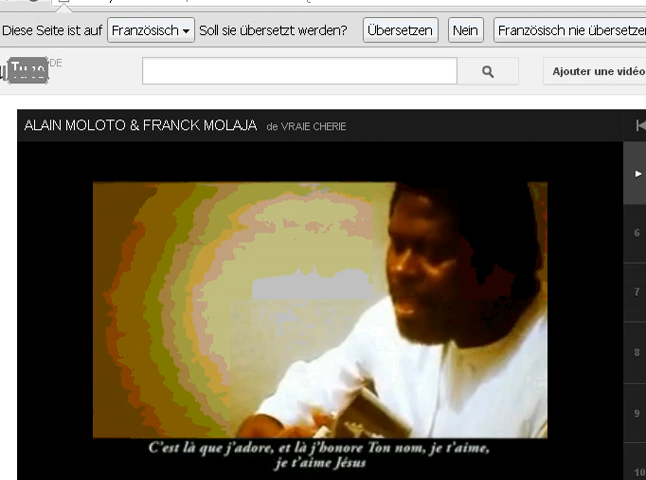 Diese Seite ist auf Französisch Soll sie übersetzt werden? Übersetzen Nein Französisch nie übersetzen
DE
Ajouter une vidéo
ALAIN MOLOTO & FRANCK MOLAJA de VRAIE CHERIE
6
7
8
9
10
C'est là que j'adore, et là j'honore Ton nom, je t'aime,
je t'aime Jésus